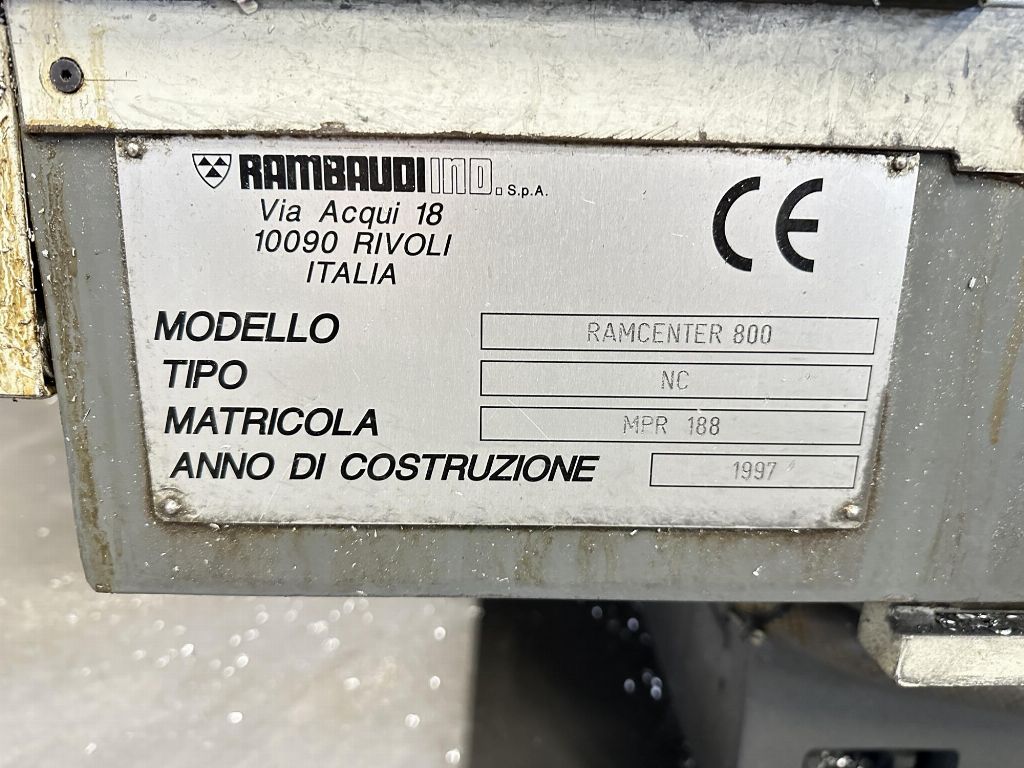 RAMBAUDI IND. S.p.A.
Via Acqui 18
10090 RIVOLI
ITALIA
CE
MODELLO RAMCENTER 800
TIPO NC
MATRICOLA MPR 188
ANNO DI COSTRUZIONE 1997